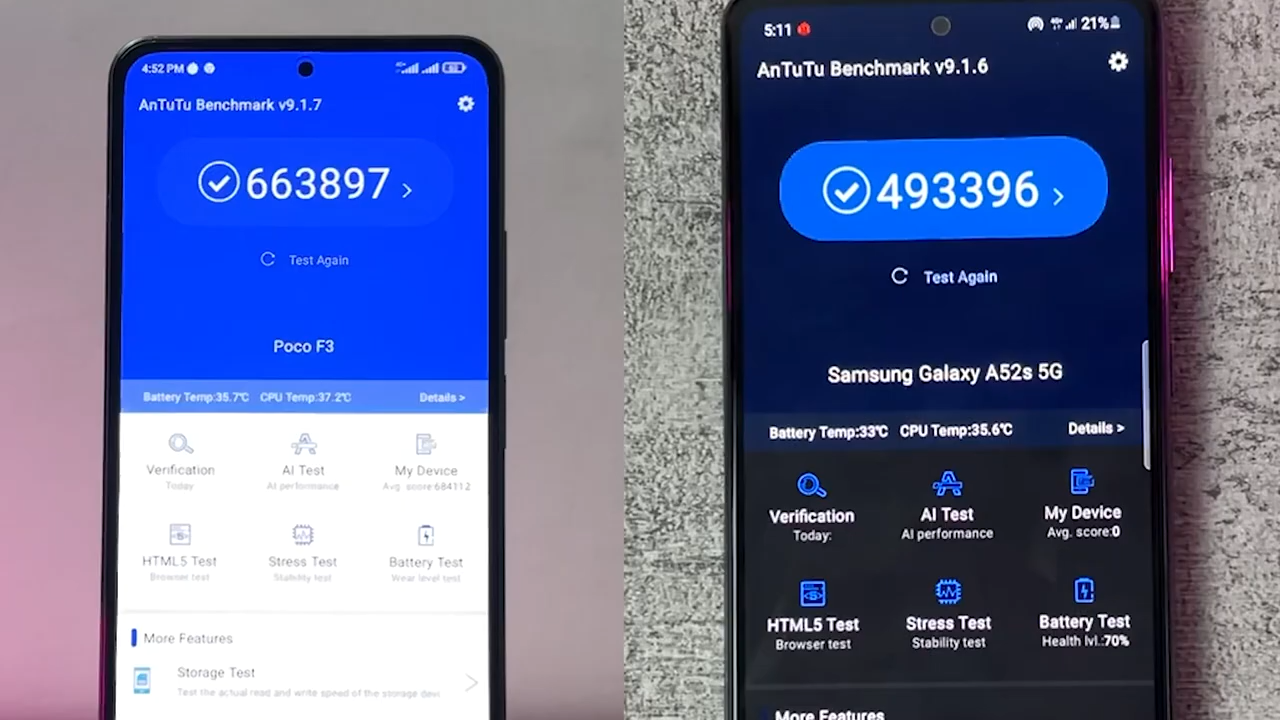 4:52 PM
AnTuTu Benchmark v9.1.7
663897
Test Again
Poco F3
Battery Temp:35.7℃ CPU Temp:37.2℃ Details >
Verification
Today
AI Test
AI performance
My Device
Avg. score 684112
HTML5 Test
Browser test
Stress Test
Stability test
Battery Test
Wear level test
More Features
Storage Test
Test the actual read and write speed of the storage devi
5:11
21%
AnTuTu Benchmark v9.1.6
493396
Test Again
Samsung Galaxy A52s 5G
Battery Temp:33℃ CPU Temp:35.6℃ Details >
Verification
Today:
AI Test
AI performance
My Device
Avg. score:0
HTML5 Test
Browser test
Stress Test
Stability test
Battery Test
Health lvl.:70%
More Features